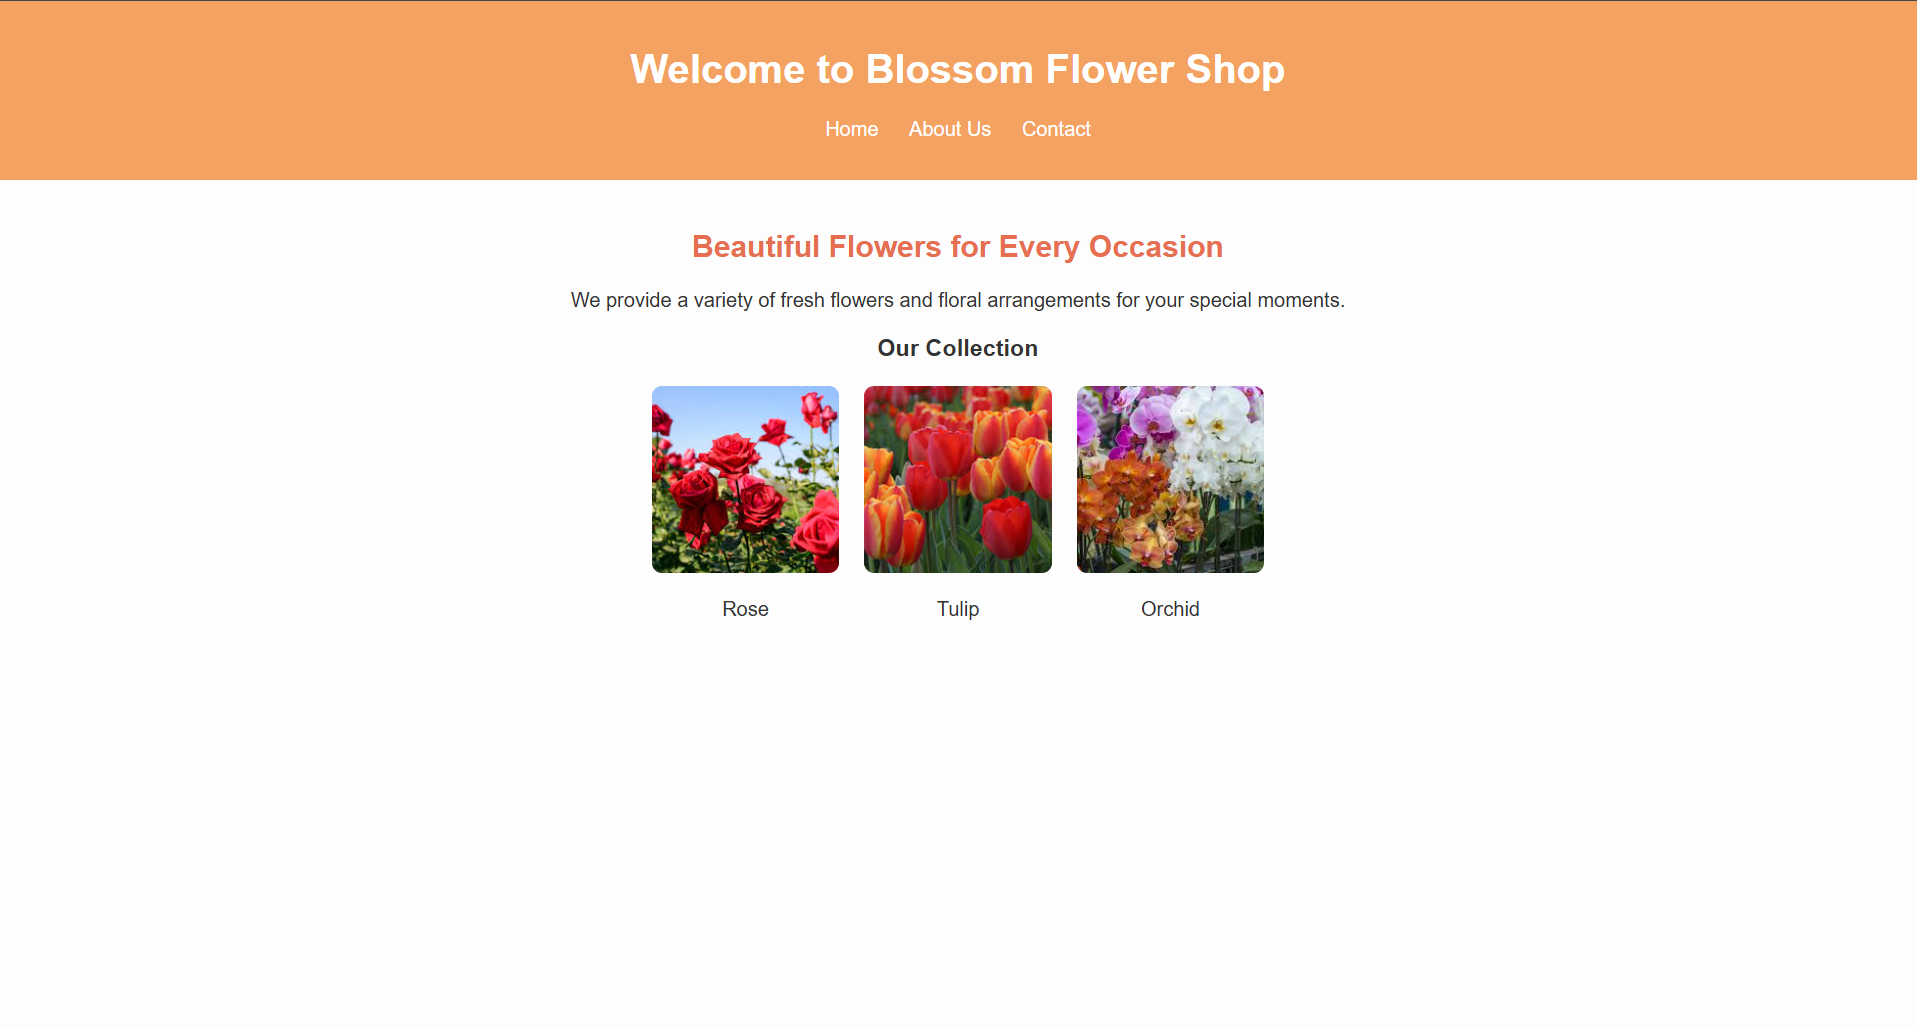 Welcome to Blossom Flower Shop
Home About Us Contact
Beautiful Flowers for Every Occasion
We provide a variety of fresh flowers and floral arrangements for your special moments.
Our Collection
Rose Tulip Orchid